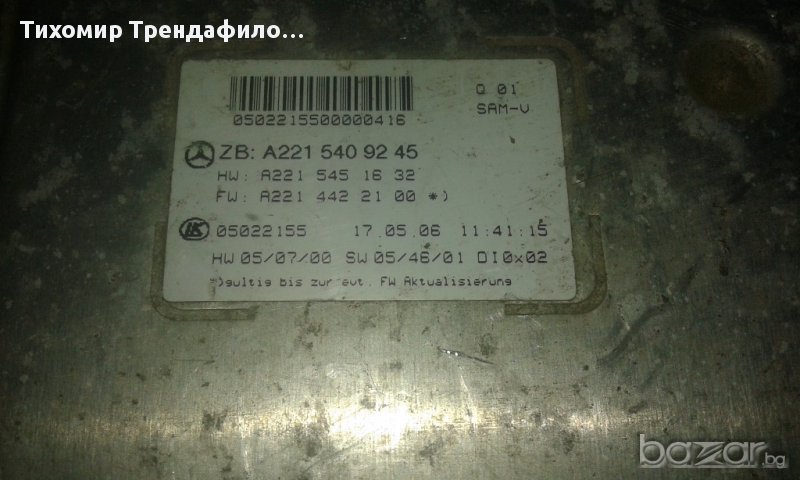 Тихомир Трендафило...
Q 01
SAM-V
0502215500000416
ZB: A221 540 92 45
HW: A221 545 16 32
FW: A221 442 21 00 *)
05022155 17.05.06 11:41:15
HW 05/07/00 SW 05/46/01 DI0x02
*)gultig bis zur evt. FW Aktualisierung
bazar.bg